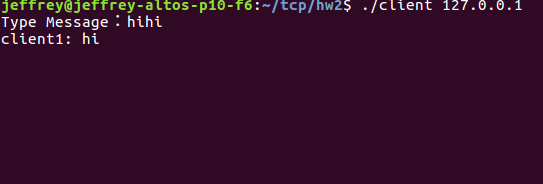 jeffrey@jeffrey-altos-p10-f6:~/tcp/hw2$ ./client 127.0.0.1
Type Message：hihi
client1: hi